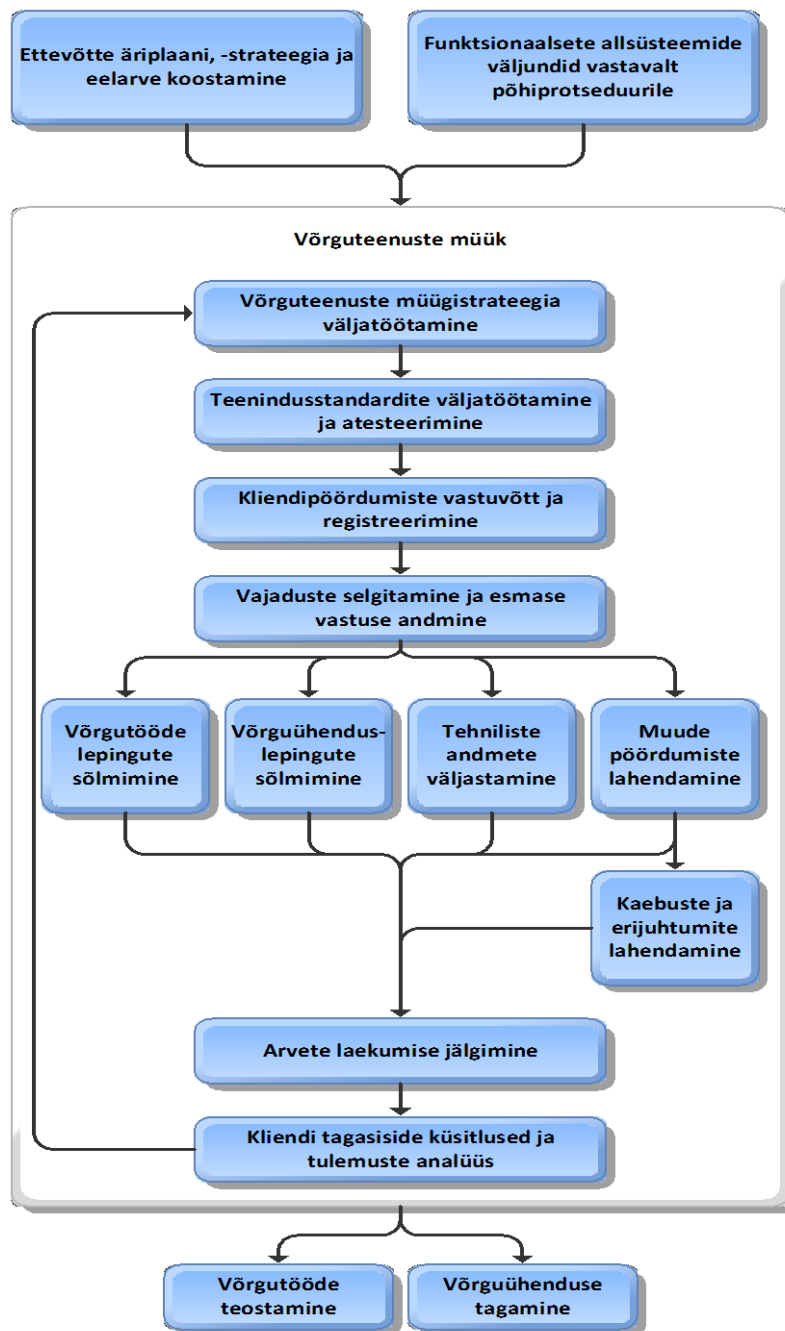 Ettevõtte äriplaani, -strateegia ja
eelarve koostamine
Funktsionaalsete allsüsteemide
väljundid vastavalt
põhiprotseduurile
Võrguteenuste müük
Võrguteenuste müügistrateegia
väljatöötamine
Teenindusstandardite väljatöötamine
ja atesteerimine
Kliendipöördumiste vastuvõtt ja
registreerimine
Vajaduste selgitamine ja esmase
vastuse andmine
Võrgutööde
lepingute
sõlmimine
Võrguühendus-
lepingute
sõlmimine
Tehniliste
andmete
väljastamine
Muude
pöördumiste
lahendamine
Kaebuste ja
erijuhtumite
lahendamine
Arvete laekumise jälgimine
Kliendi tagasiside küsitlused ja
tulemuste analüüs
Võrgutööde
teostamine
Võrguühenduse
tagamine